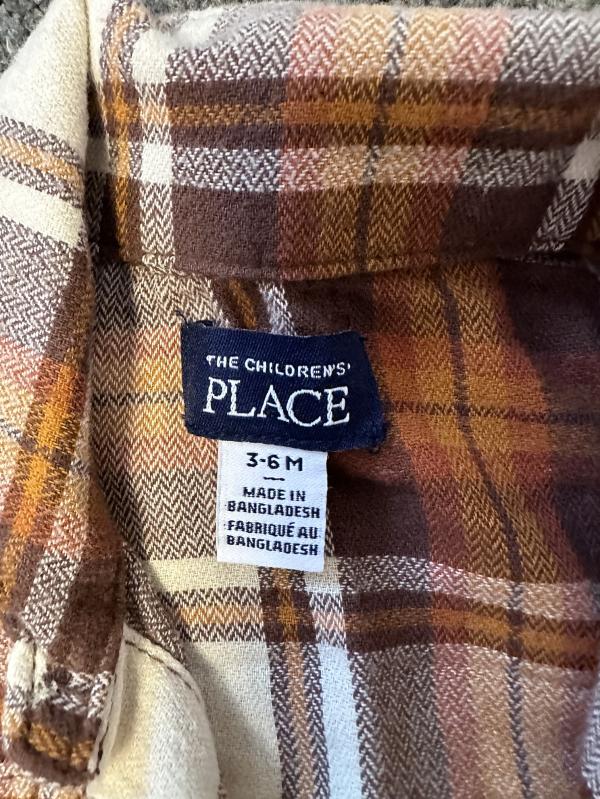 THE CHILDREN'S'
PLACE
3-6 M
MADE IN
BANGLADESH
FABRIQUÉ AU
BANGLADESH